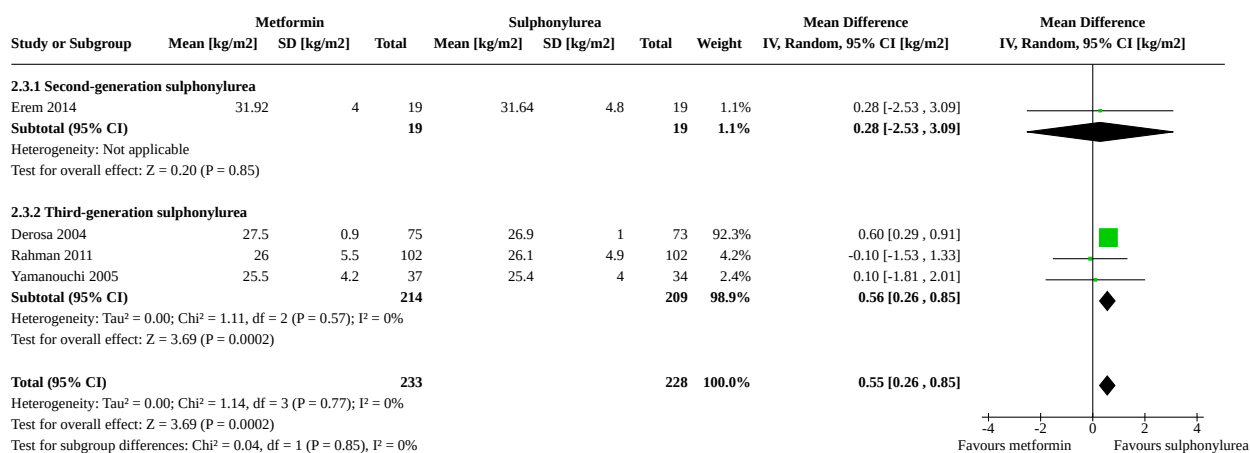 Metformin Sulphonylurea Mean Difference Mean Difference
Study or Subgroup Mean [kg/m2] SD [kg/m2] Total Mean [kg/m2] SD [kg/m2] Total Weight IV, Random, 95% CI [kg/m2] IV, Random, 95% CI [kg/m2]
2.3.1 Second-generation sulphonylurea
Erem 2014 31.92 4 19 31.64 4.8 19 1.1% 0.28 [-2.53 , 3.09]
Subtotal (95% CI) 19 19 1.1% 0.28 [-2.53 , 3.09]
Heterogeneity: Not applicable
Test for overall effect: Z = 0.20 (P = 0.85)
2.3.2 Third-generation sulphonylurea
Derosa 2004 27.5 0.9 75 26.9 1 73 92.3% 0.60 [0.29 , 0.91]
Rahman 2011 26 5.5 102 26.1 4.9 102 4.2% -0.10 [-1.53 , 1.33]
Yamanouchi 2005 25.5 4.2 37 25.4 4 34 2.4% 0.10 [-1.81 , 2.01]
Subtotal (95% CI) 214 209 98.9% 0.56 [0.26 , 0.85]
Heterogeneity: Tau² = 0.00; Chi² = 1.11, df = 2 (P = 0.57); I² = 0%
Test for overall effect: Z = 3.69 (P = 0.0002)
Total (95% CI) 233 228 100.0% 0.55 [0.26 , 0.85]
Heterogeneity: Tau² = 0.00; Chi² = 1.14, df = 3 (P = 0.77); I² = 0%
Test for overall effect: Z = 3.69 (P = 0.0002)
-4 -2 0 2 4
Test for subgroup differences: Chi² = 0.04, df = 1 (P = 0.85), I² = 0%
Favours metformin Favours sulphonylurea